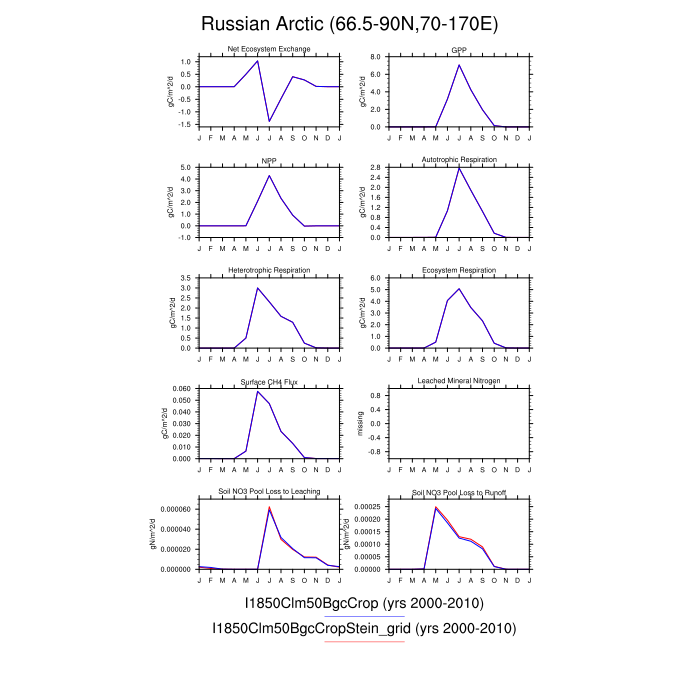 Russian Arctic (66.5-90N,70-170E)
Net Ecosystem Exchange
gC/m^2/d
1.0
0.5
0.0
-0.5
-1.0
-1.5
J F M A M J J A S O N D J
GPP
gC/m^2/d
8.0
6.0
4.0
2.0
0.0
J F M A M J J A S O N D J
NPP
gC/m^2/d
5.0
4.0
3.0
2.0
1.0
0.0
-1.0
J F M A M J J A S O N D J
Autotrophic Respiration
gC/m^2/d
2.8
2.4
2.0
1.6
1.2
0.8
0.4
0.0
J F M A M J J A S O N D J
Heterotrophic Respiration
gC/m^2/d
3.5
3.0
2.5
2.0
1.5
1.0
0.5
0.0
J F M A M J J A S O N D J
Ecosystem Respiration
gC/m^2/d
6.0
5.0
4.0
3.0
2.0
1.0
0.0
J F M A M J J A S O N D J
Surface CH4 Flux
gC/m^2/d
0.060
0.050
0.040
0.030
0.020
0.010
0.000
J F M A M J J A S O N D J
Leached Mineral Nitrogen
missing
0.8
0.4
0.0
-0.4
-0.8
J F M A M J J A S O N D J
Soil NO3 Pool Loss to Leaching
gN/m^2/d
0.000060
0.000040
0.000020
0.000000
J F M A M J J A S O N D J
Soil NO3 Pool Loss to Runoff
gN/m^2/d
0.00025
0.00020
0.00015
0.00010
0.00005
0.00000
J F M A M J J A S O N D J
I1850Clm50BgcCrop (yrs 2000-2010)
I1850Clm50BgcCropStein_grid (yrs 2000-2010)